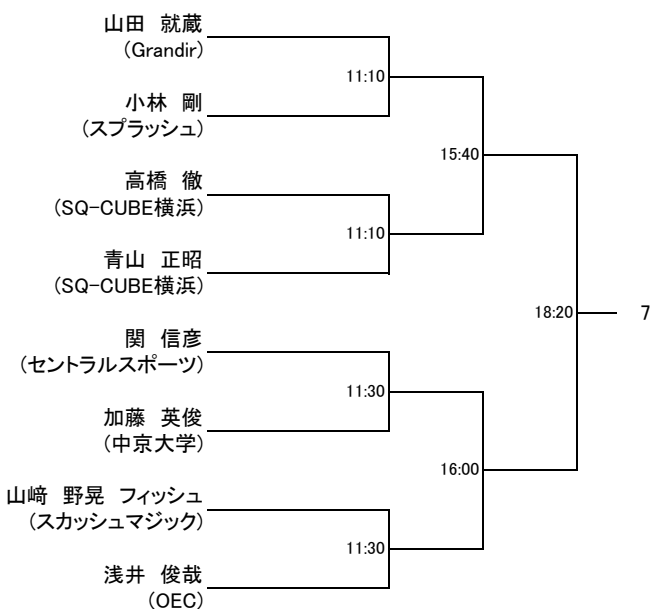 山田　就蔵
(Grandir)
11:10
小林　剛
(スプラッシュ)
15:40
高橋　徹
(SQ-CUBE横浜)
11:10
青山　正昭
(SQ-CUBE横浜)
18:20
7
関　信彦
(セントラルスポーツ)
11:30
加藤　英俊
(中京大学)
16:00
山﨑　野晃　フィッシュ
(スカッシュマジック)
11:30
浅井　俊哉
(OEC)